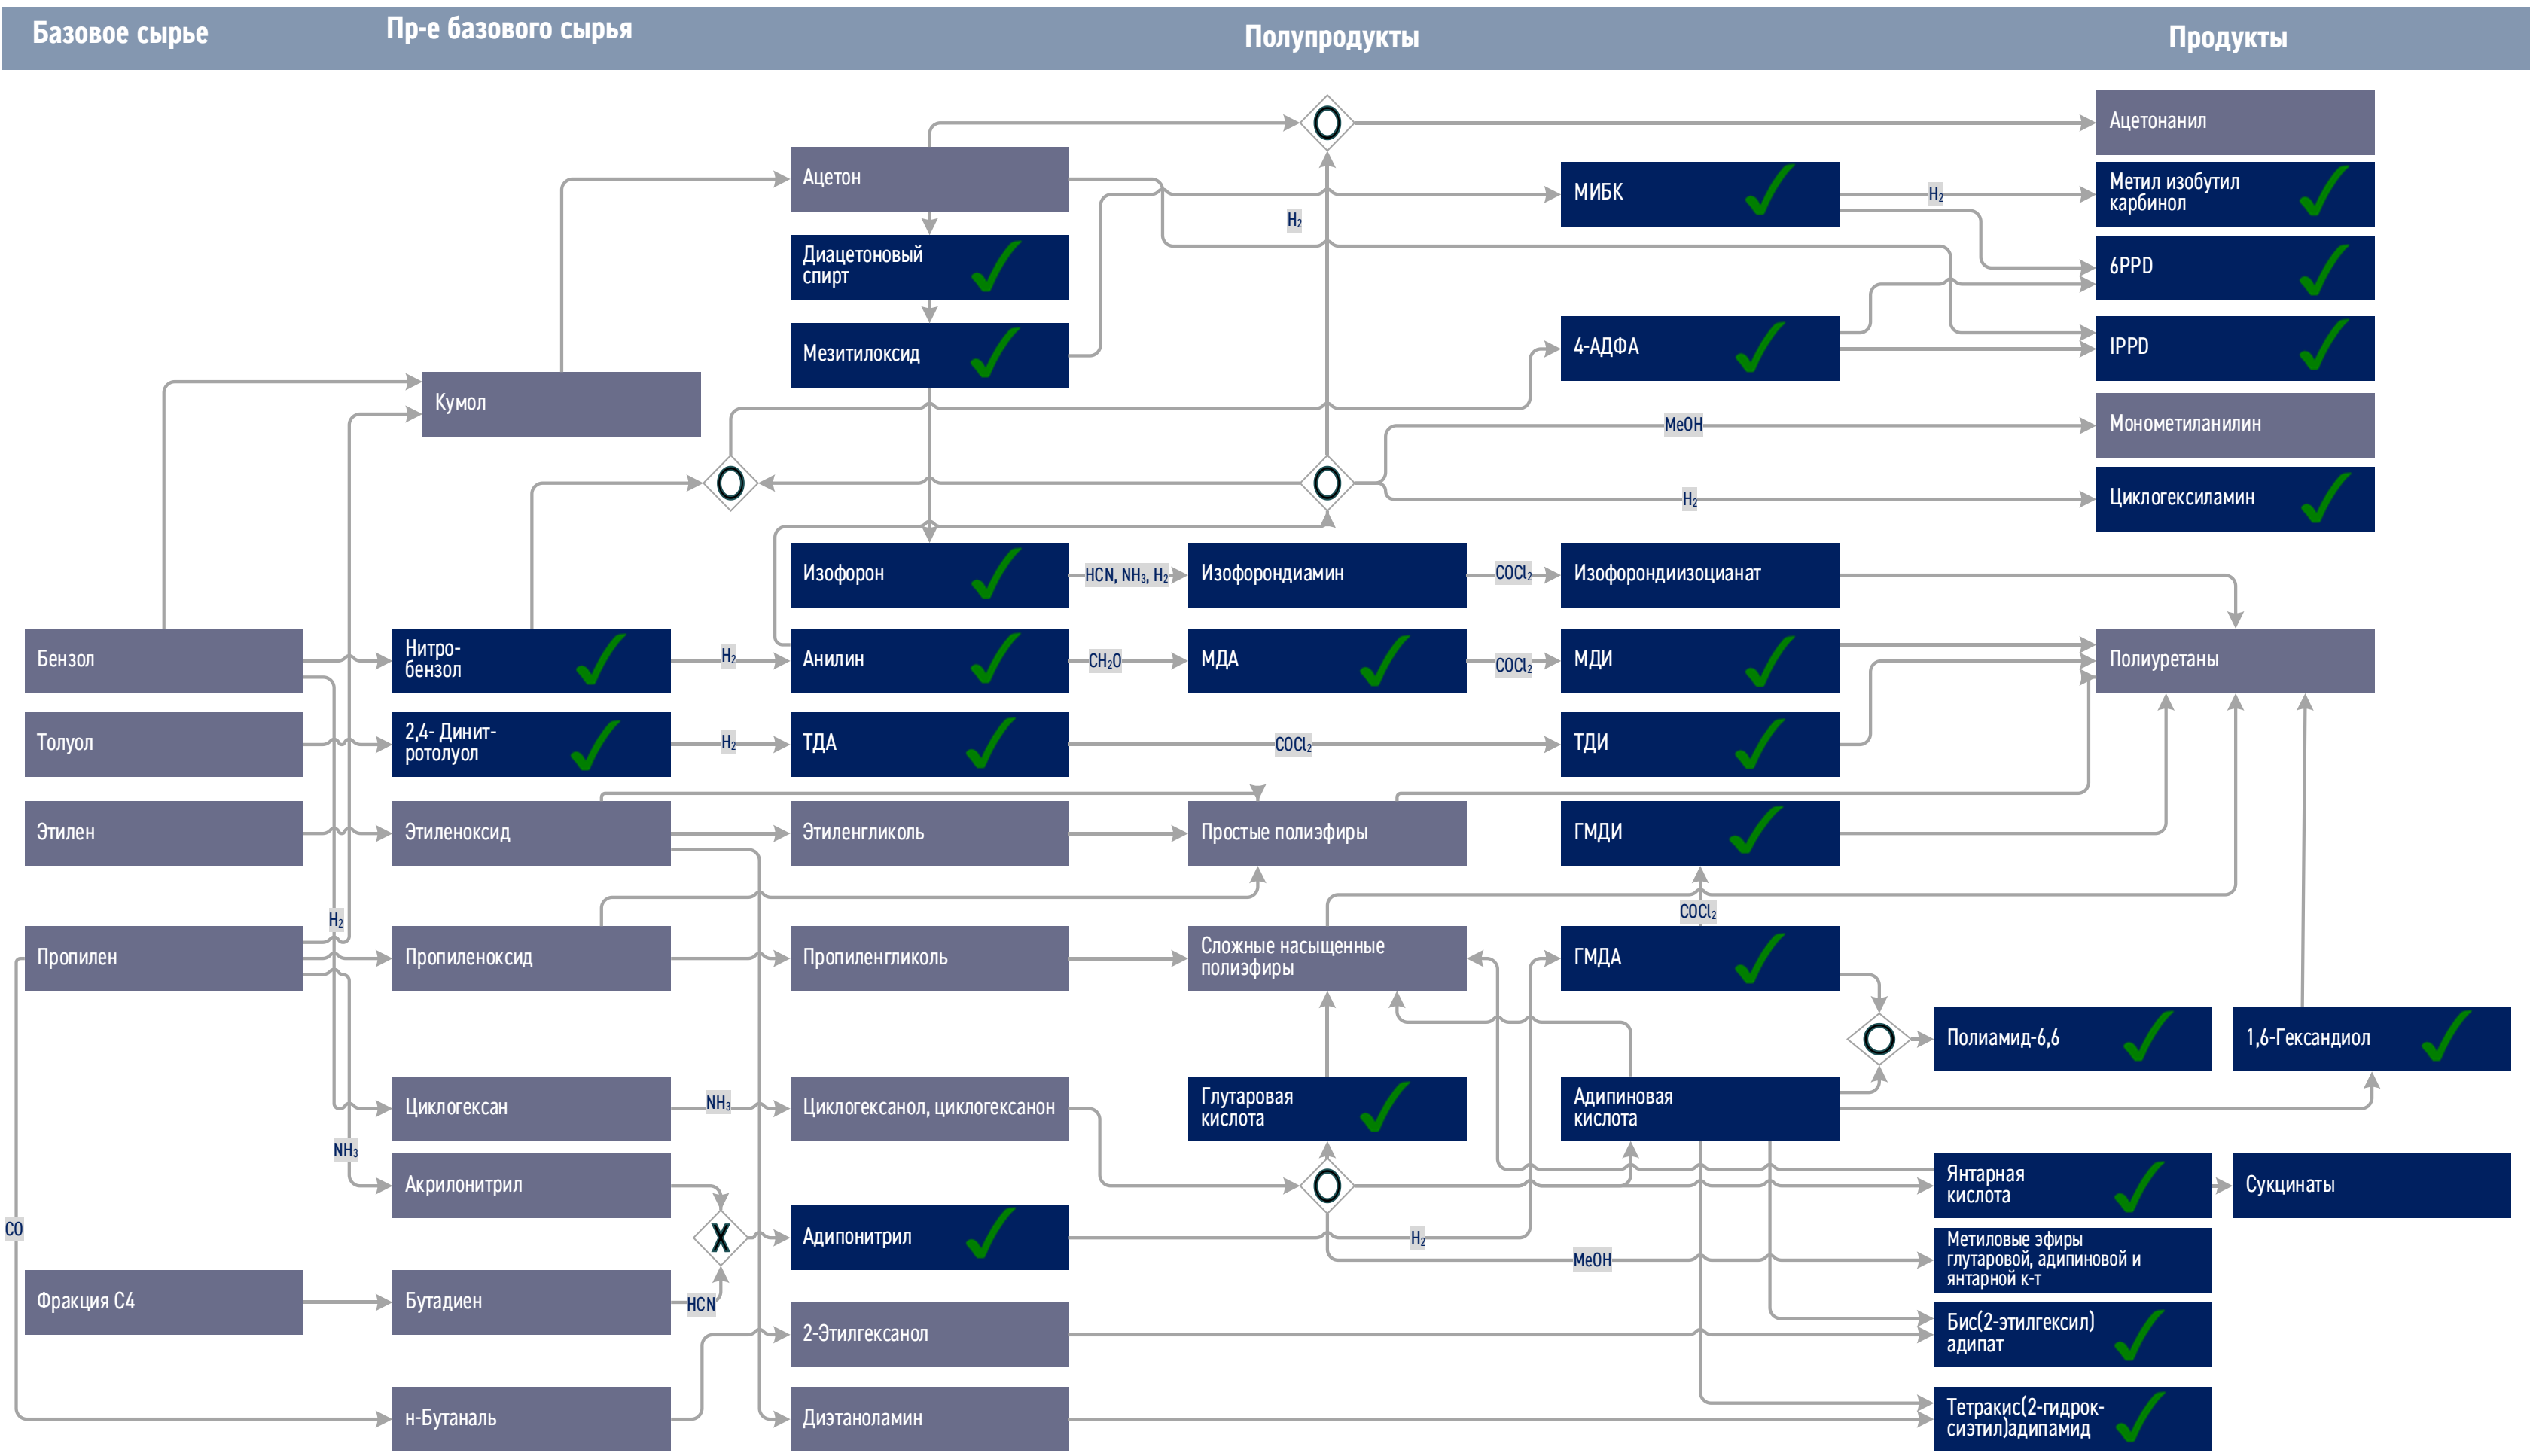 Базовое сырье
Пр-е базового сырья
Полупродукты
Продукты
Ацетонанил
Ацетон
МИБК
H₂
Метил изобутил
карбинол
H₂
Диацетоновый
спирт
6PPD
Мезитилоксид
4-АДФА
IPPD
Кумол
MeOH
Монометиланилин
H₂
Циклогексиламин
Изофорон
HCN, NH₃, H₂
Изофорондиамин
COCl₂
Изофорондиизоцианат
Бензол
Нитро-
бензол
H₂
Анилин
CH₂O
МДА
COCl₂
МДИ
Полиуретаны
Толуол
2,4- Динит-
ротолуол
H₂
ТДА
COCl₂
ТДИ
Этилен
Этиленоксид
Этиленгликоль
Простые полиэфиры
ГМДИ
H₂
COCl₂
Пропилен
Пропиленоксид
Пропиленгликоль
Сложные насыщенные
полиэфиры
ГМДА
Полиамид-6,6
1,6-Гександиол
Циклогексан
NH₃
Циклогексанол, циклогексанон
Глутаровая
кислота
Адипиновая
кислота
NH₃
Акрилонитрил
Янтарная
кислота
Сукцинаты
CO
X
Адипонитрил
H₂
MeOH
Метиловые эфиры
глутаровой, адипиновой и
янтарной к-т
Фракция С4
Бутадиен
HCN
2-Этилгексанол
Бис(2-этилгексил)
адипат
н-Бутаналь
Диэтаноламин
Тетракис(2-гидрок-
сиэтил)адипамид